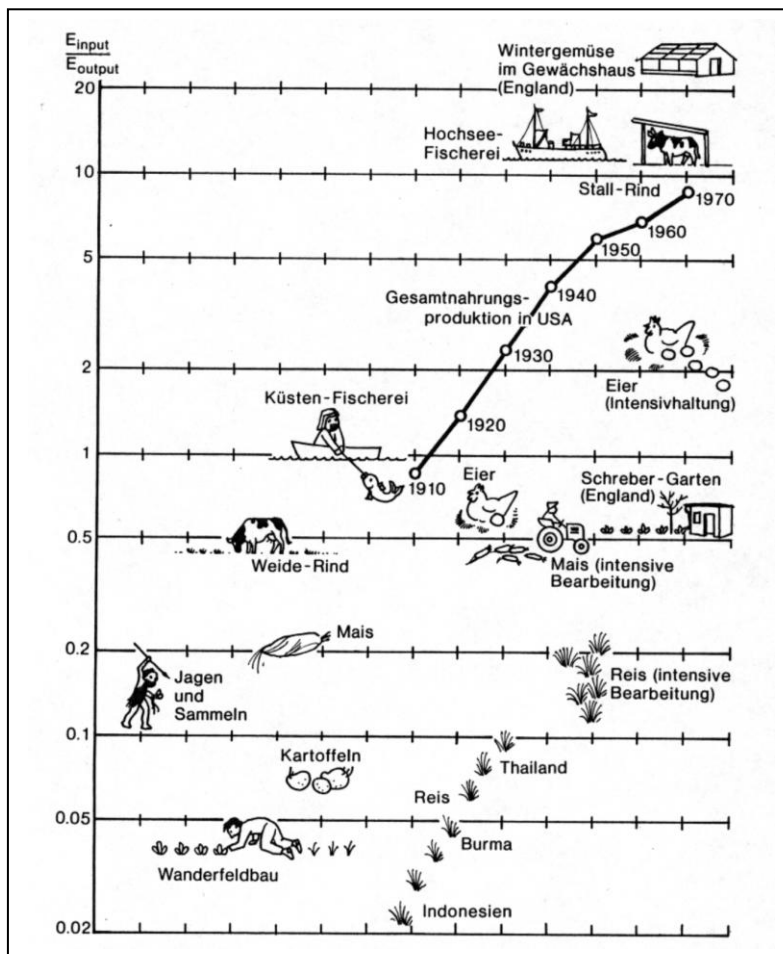 E input
E output
Wintergemüse
im Gewächshaus
(England)
20
Hochsee-
Fischerei
10
Stall-Rind
1970
1960
1950
5
1940
Gesamtnahrungs-
produktion in USA
1930
2
Eier
(Intensivhaltung)
Küsten-Fischerei
1920
1
1910
Eier
Schreber-Garten
(England)
0.5
Weide-Rind
Mais (intensive
Bearbeitung)
Mais
0.2
Jagen
und
Sammeln
Reis (intensive
Bearbeitung)
0.1
Kartoffeln
Thailand
Reis
0.05
Burma
Wanderfeldbau
Indonesien
0.02